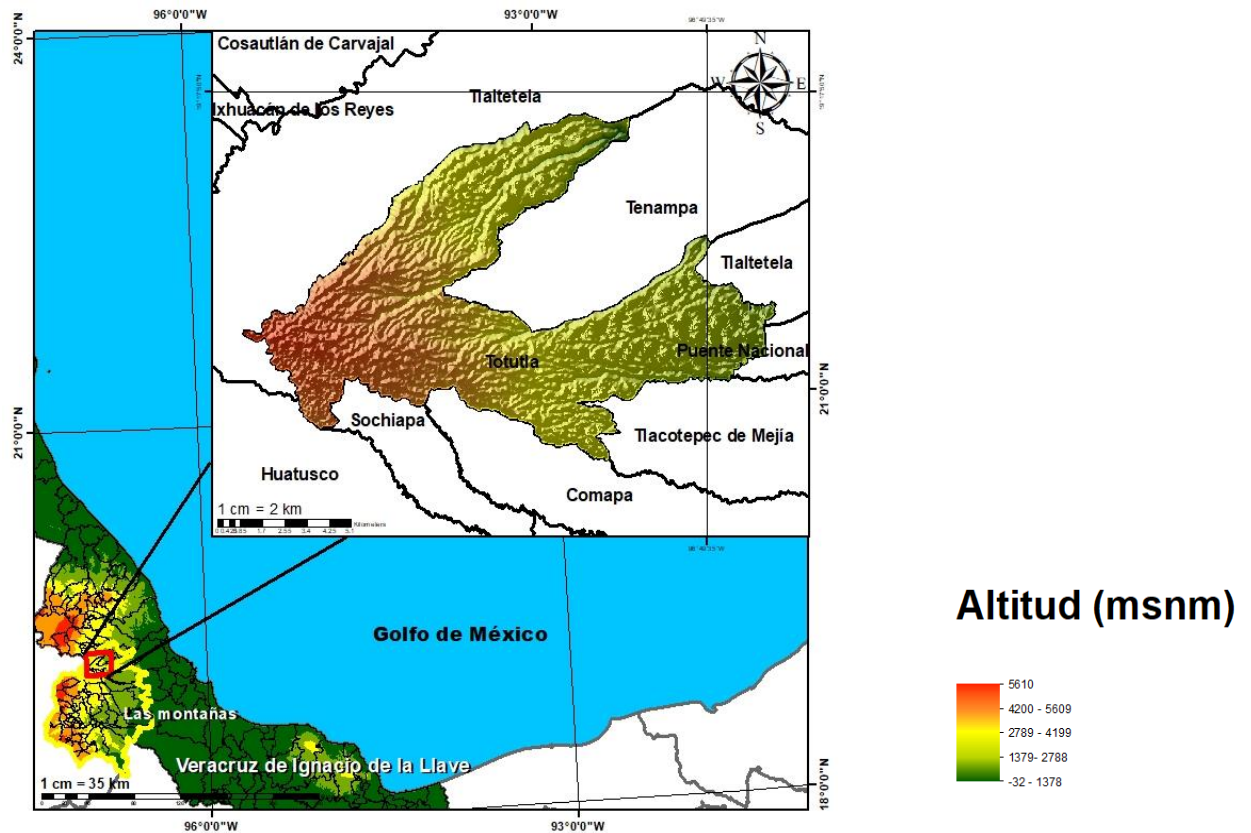 96°0'0"W
93°0'0"W
24°0'0"N
Cosautlán de Carvajal
N
W
E
S
Tlaltetela
Ixhuacán de los Reyes
Tenampa
Tlaltetela
Totutla
Puente Nacional
Sochiapa
Tlacotepec de Mejía
Huatusco
Comapa
1 cm = 2 km
Kilometers
21°0'0"N
21°0'0"N
Golfo de México
Las montañas
Veracruz de Ignacio de la Llave
1 cm = 35 km
18°0'0"N
96°0'0"W
93°0'0"W
Altitud (msnm)
5610
4200 - 5609
2789 - 4199
1379- 2788
-32 - 1378